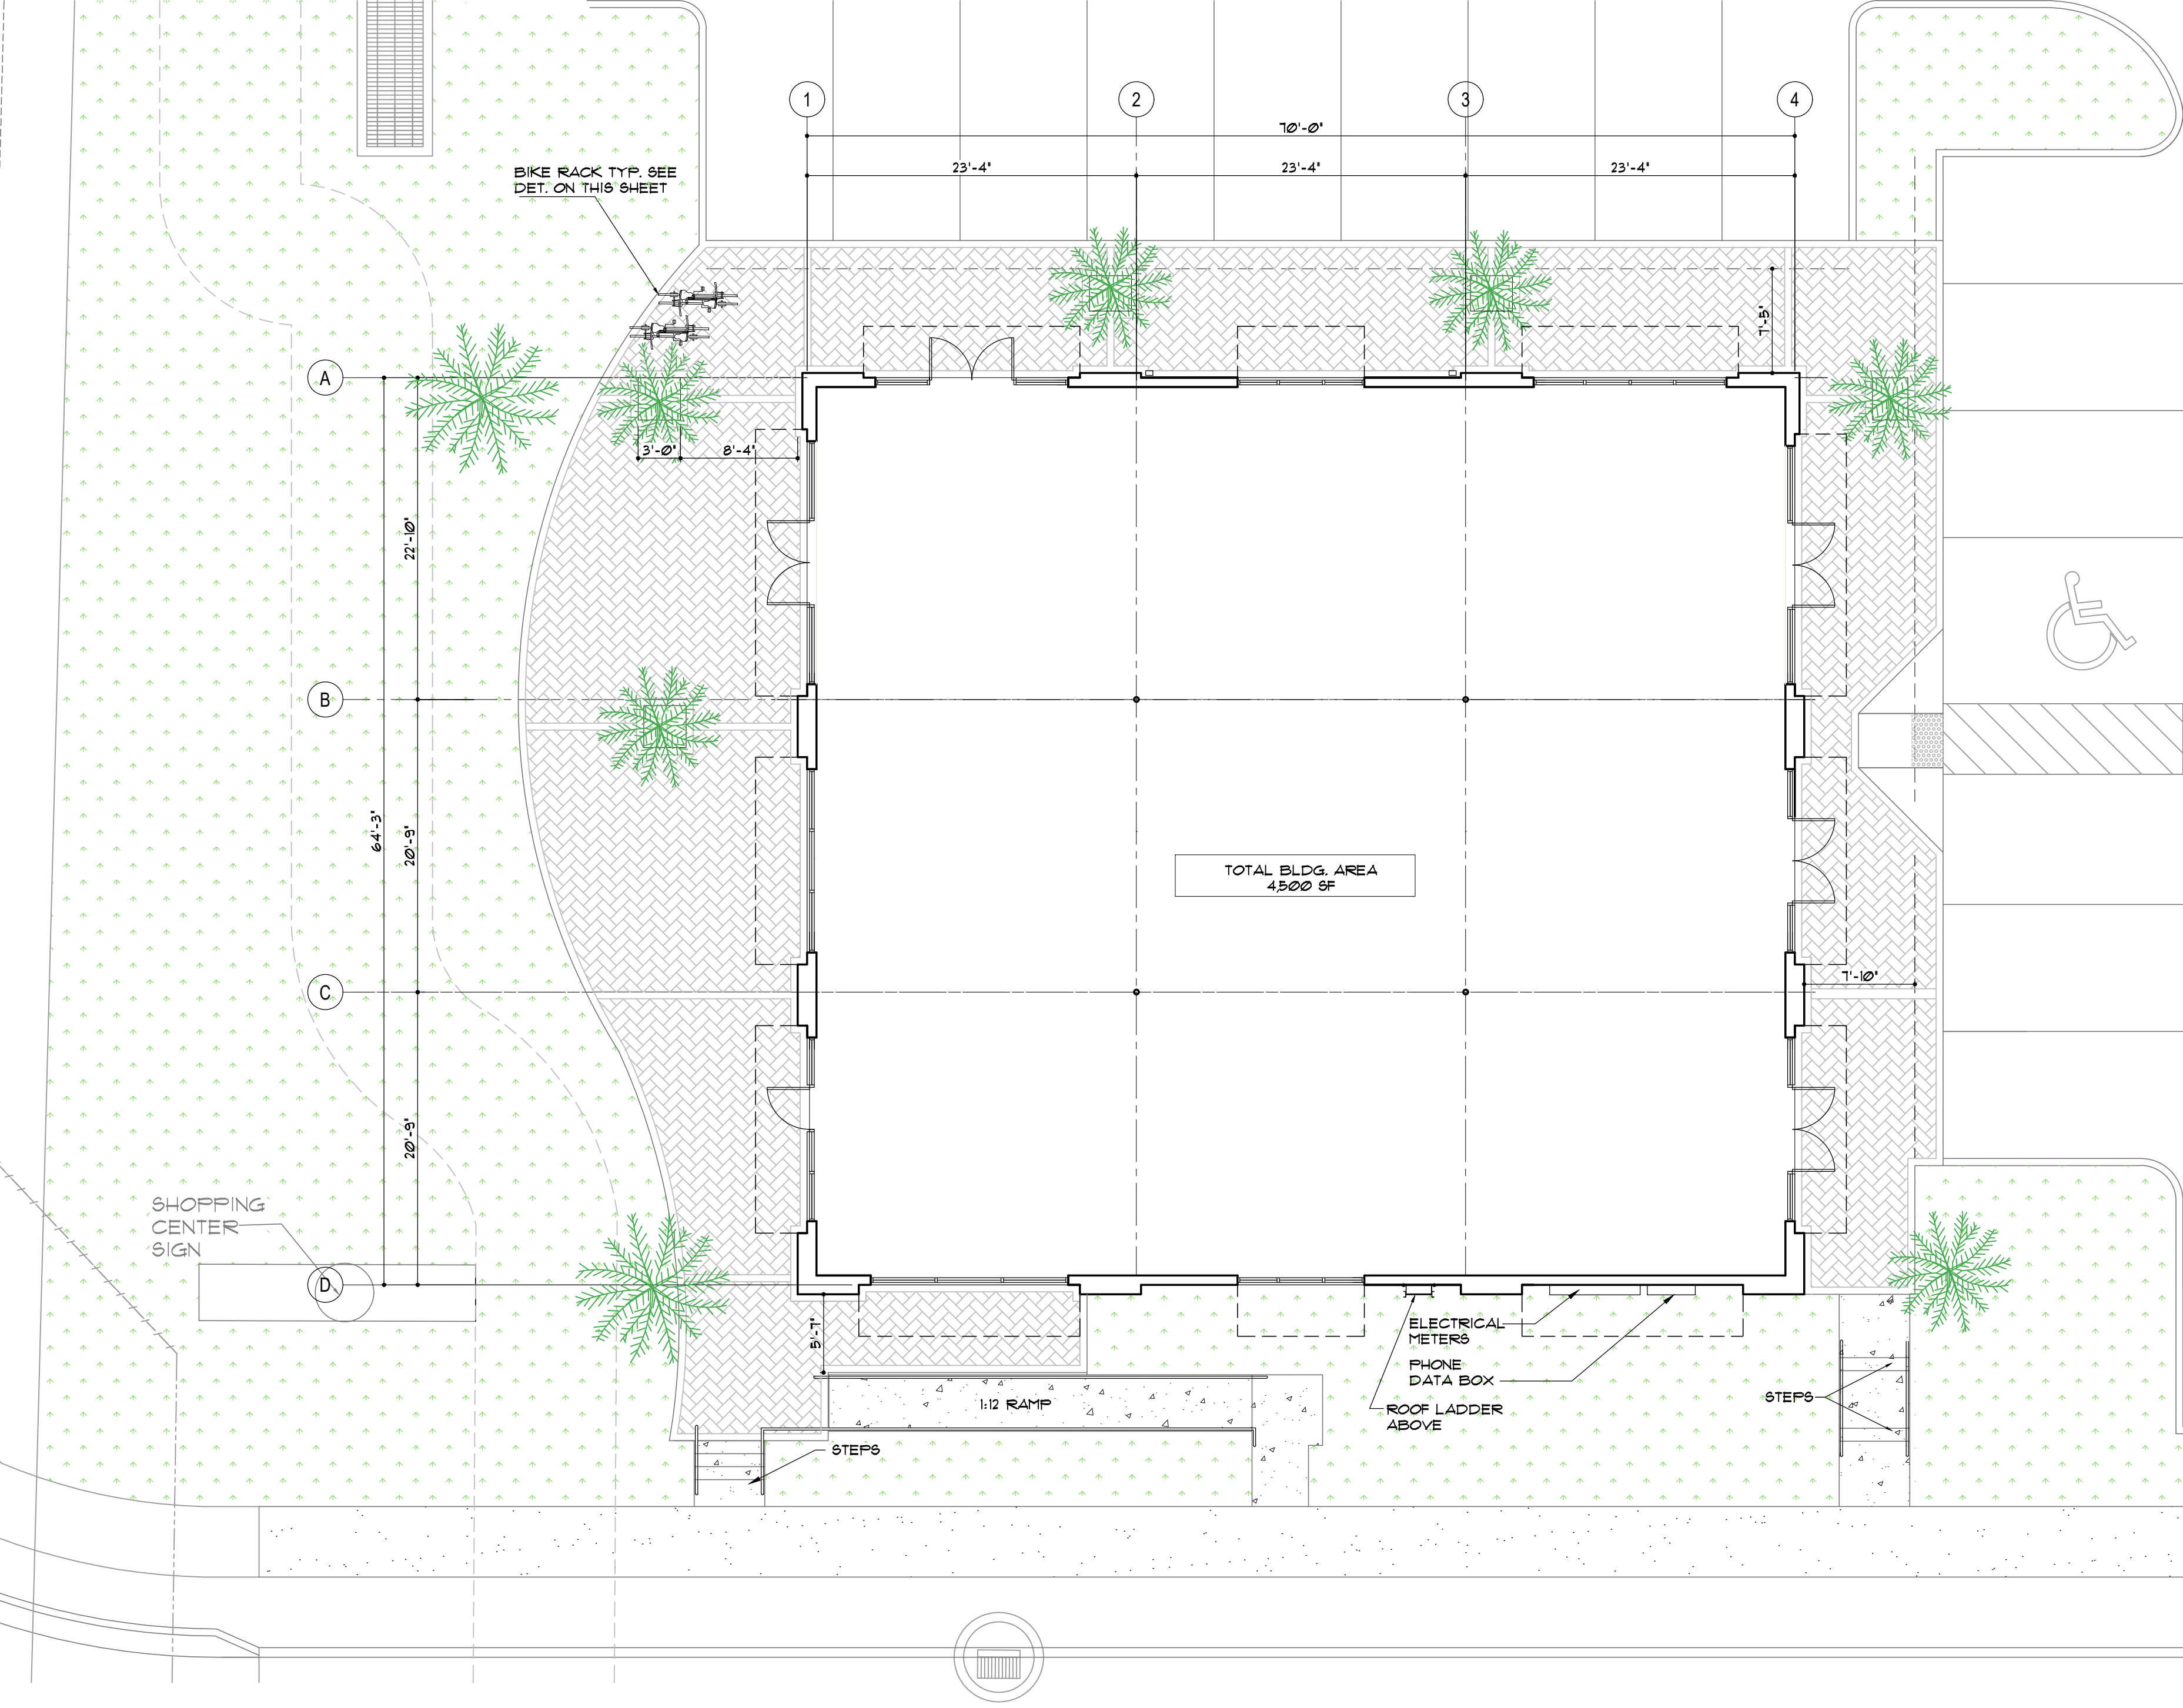 1
2
3
4
70'-0"
23'-4"
23'-4"
23'-4"
BIKE RACK TYP. SEE
DET. ON THIS SHEET
7'-5"
A
3'-0"
8'-4"
22'-10"
B
64'-3"
20'-9"
TOTAL BLDG. AREA
4,500 SF
7'-10"
C
20'-9"
SHOPPING
CENTER
SIGN
D
5'-7"
ELECTRICAL
METERS
PHONE
DATA BOX
ROOF LADDER
ABOVE
1:12 RAMP
STEPS
STEPS